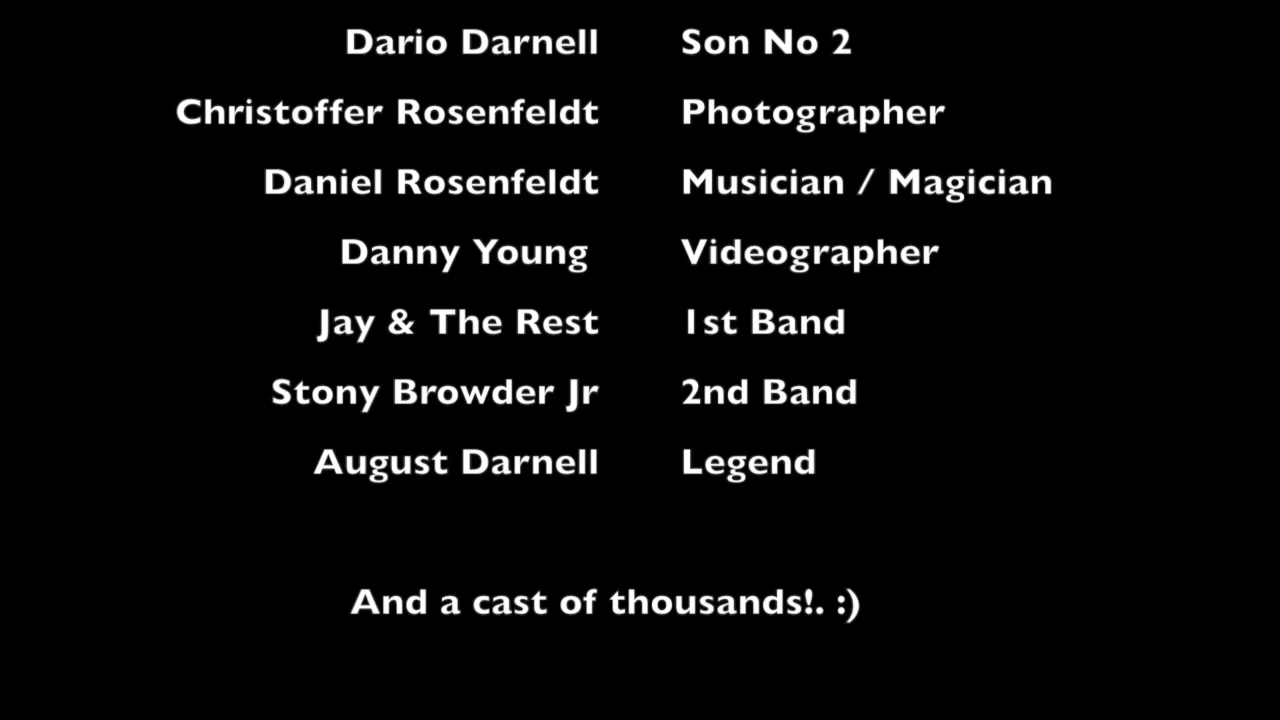 Dario Darnell Son No 2
Christoffer Rosenfeldt Photographer
Daniel Rosenfeldt Musician / Magician
Danny Young Videographer
Jay & The Rest 1st Band
Stony Browder Jr 2nd Band
August Darnell Legend
And a cast of thousands!. :)